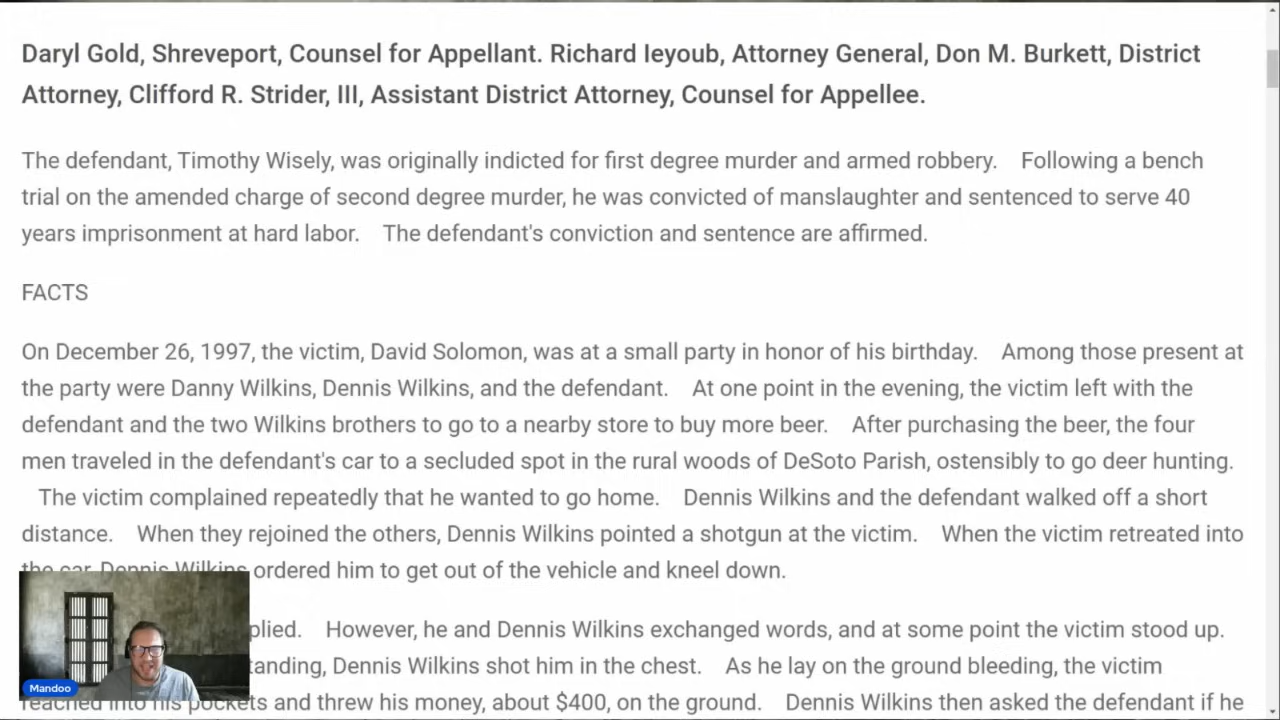 Daryl Gold, Shreveport, Counsel for Appellant. Richard Ieyoub, Attorney General, Don M. Burkett, District
Attorney, Clifford R. Strider, III, Assistant District Attorney, Counsel for Appellee.
The defendant, Timothy Wisely, was originally indicted for first degree murder and armed robbery. Following a bench
trial on the amended charge of second degree murder, he was convicted of manslaughter and sentenced to serve 40
years imprisonment at hard labor. The defendant's conviction and sentence are affirmed.
FACTS
On December 26, 1997, the victim, David Solomon, was at a small party in honor of his birthday. Among those present at
the party were Danny Wilkins, Dennis Wilkins, and the defendant. At one point in the evening, the victim left with the
defendant and the two Wilkins brothers to go to a nearby store to buy more beer. After purchasing the beer, the four
men traveled in the defendant's car to a secluded spot in the rural woods of DeSoto Parish, ostensibly to go deer hunting.
The victim complained repeatedly that he wanted to go home. Dennis Wilkins and the defendant walked off a short
distance. When they rejoined the others, Dennis Wilkins pointed a shotgun at the victim. When the victim retreated into
the car, Dennis Wilkins ordered him to get out of the vehicle and kneel down.
plied. However, he and Dennis Wilkins exchanged words, and at some point the victim stood up.
tanding, Dennis Wilkins shot him in the chest. As he lay on the ground bleeding, the victim
reached into his pockets and threw his money, about $400, on the ground. Dennis Wilkins then asked the defendant if he
Mandoo